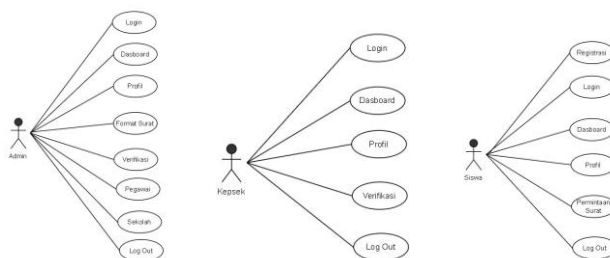 Login
Dasboard
Profil
Format Surat
Verifikasi
Pegawai
Sekolah
Log Out
Admin
Login
Dasboard
Profil
Verifikasi
Log Out
Kepsek
Registrasi
Login
Dasboard
Profil
Permintaan
Surat
Log Out
Siswa